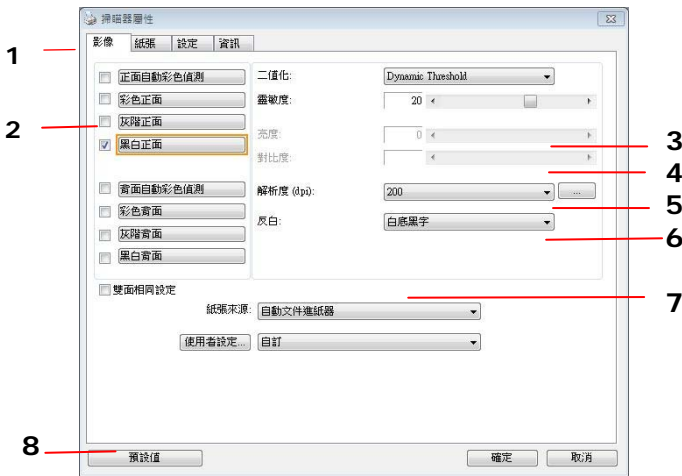 掃瞄器屬性
影像 紙張 設定 資訊
1
正面自動彩色偵測
彩色正面
2
灰階正面
黑白正面
背面自動彩色偵測
彩色背面
灰階背面
黑白背面
二值化: Dynamic Threshold
靈敏度: 20
亮度: 0
3
對比度:
4
解析度 (dpi): 200 ...
5
反白: 白底黑字
6
雙面相同設定
7
紙張來源: 自動文件進紙器
使用者設定... 自訂
8
預設值 確定 取消